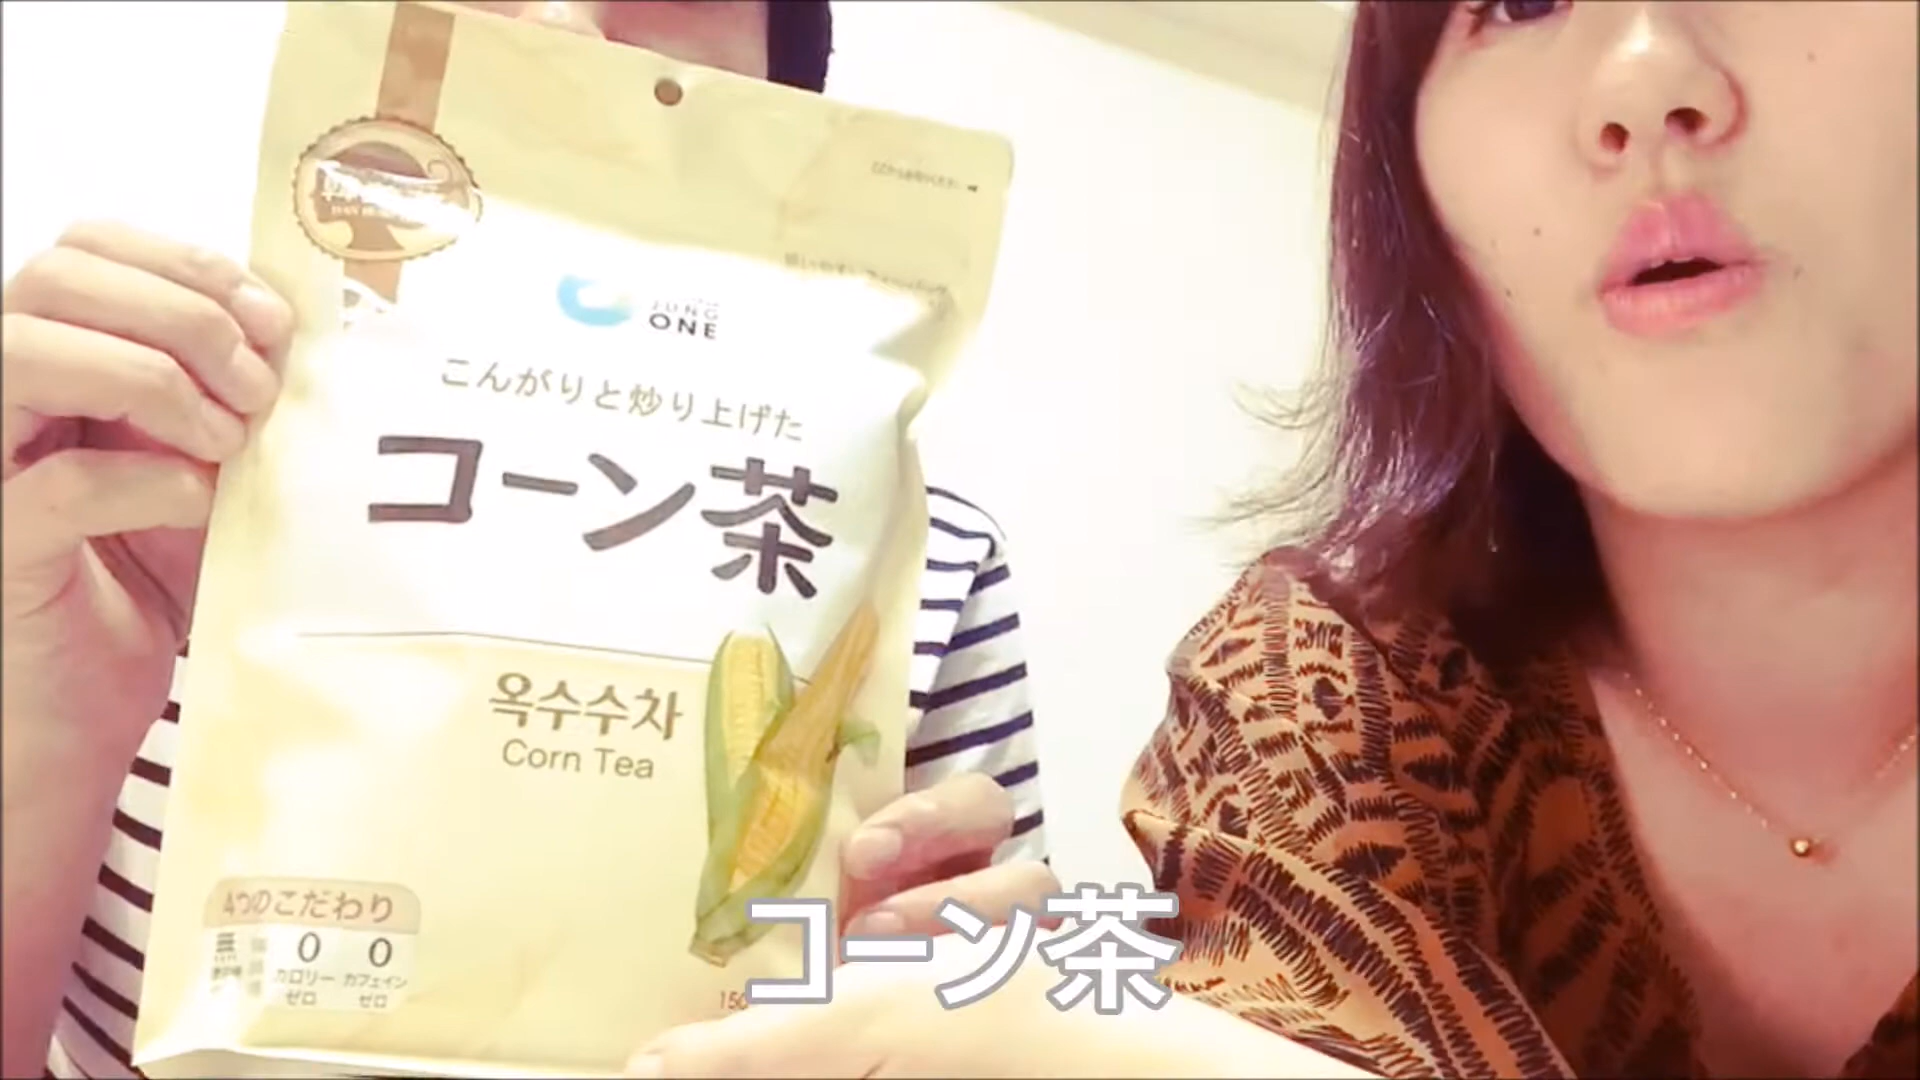 JUNG
ONE
こんがりと炒り上げた
コーン茶
옥수수차
Corn Tea
4つのこだわり
無
0
0
カロリー
ゼロ
カフェイン
ゼロ
コーン茶